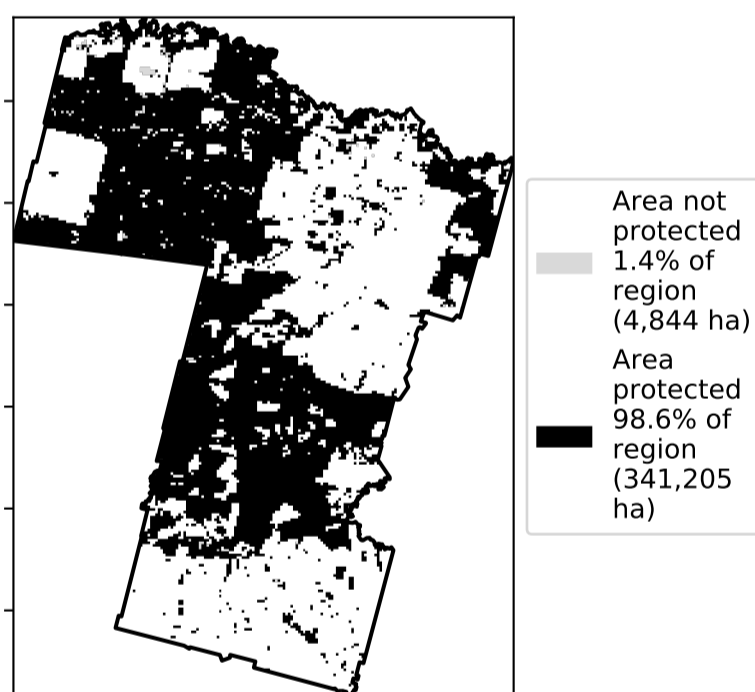 Area not
protected
1.4% of
region
(4,844 ha)
Area
protected
98.6% of
region
(341,205
ha)